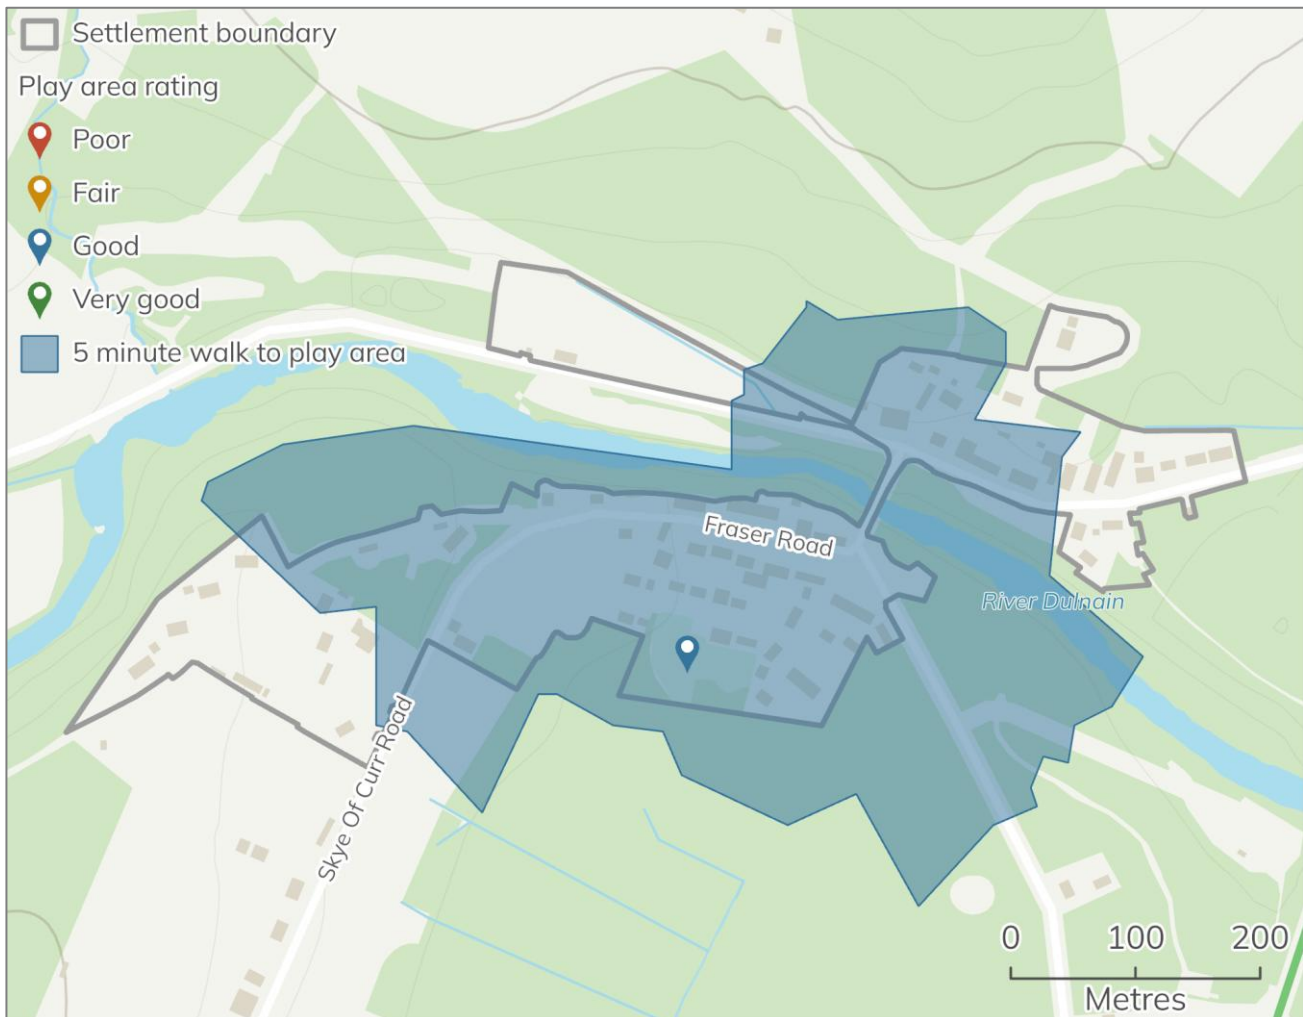 Settlement boundary
Play area rating
Poor
Fair
Good
Very good
5 minute walk to play area
Fraser Road
River Dulnain
Skye Of Curr Road
0 100 200
Metres